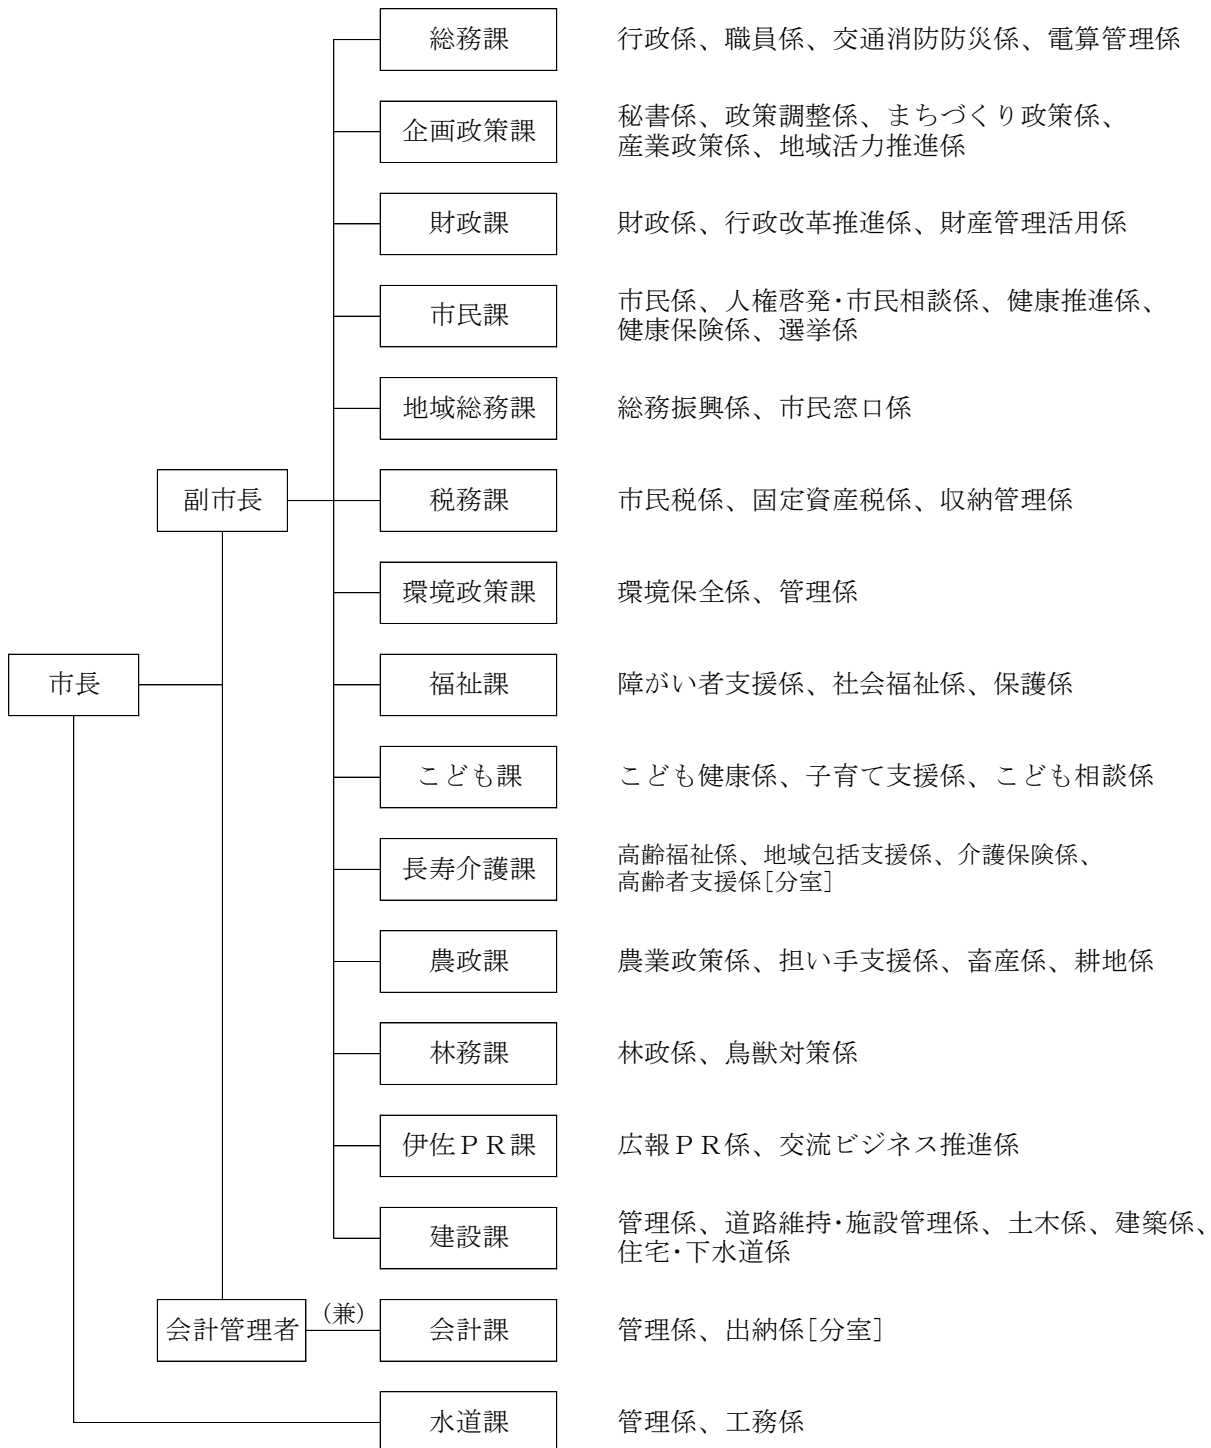 総務課
行政係、職員係、交通消防防災係、電算管理係
企画政策課
秘書係、政策調整係、まちづくり政策係、
産業政策係、地域活力推進係
財政課
財政係、行政改革推進係、財産管理活用係
市民課
市民係、人権啓発･市民相談係、健康推進係、
健康保険係、選挙係
地域総務課
総務振興係、市民窓口係
副市長
税務課
市民税係、固定資産税係、収納管理係
環境政策課
環境保全係、管理係
市長
福祉課
障がい者支援係、社会福祉係、保護係
こども課
こども健康係、子育て支援係、こども相談係
長寿介護課
高齢福祉係、地域包括支援係、介護保険係、
高齢者支援係[分室]
農政課
農業政策係、担い手支援係、畜産係、耕地係
林務課
林政係、鳥獣対策係
伊佐ＰＲ課
広報ＰＲ係、交流ビジネス推進係
建設課
管理係、道路維持･施設管理係、土木係、建築係、
住宅･下水道係
会計管理者
(兼)
会計課
管理係、出納係[分室]
水道課
管理係、工務係